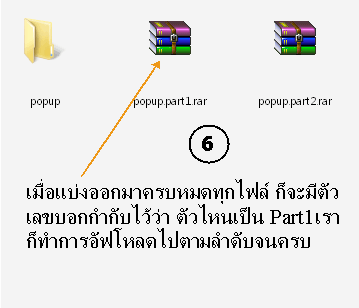 popup popup.part1.rar popup.part2.rar
6
เมื่อแบ่งออกมาครบหมดทุกไฟล์ ก็จะมีตัว
เลขบอกกำกับไว้ว่า ตัวไหนเป็น Part1เรา
ก็ทำการอัฟโหลดไปตามลำดับจนครบ